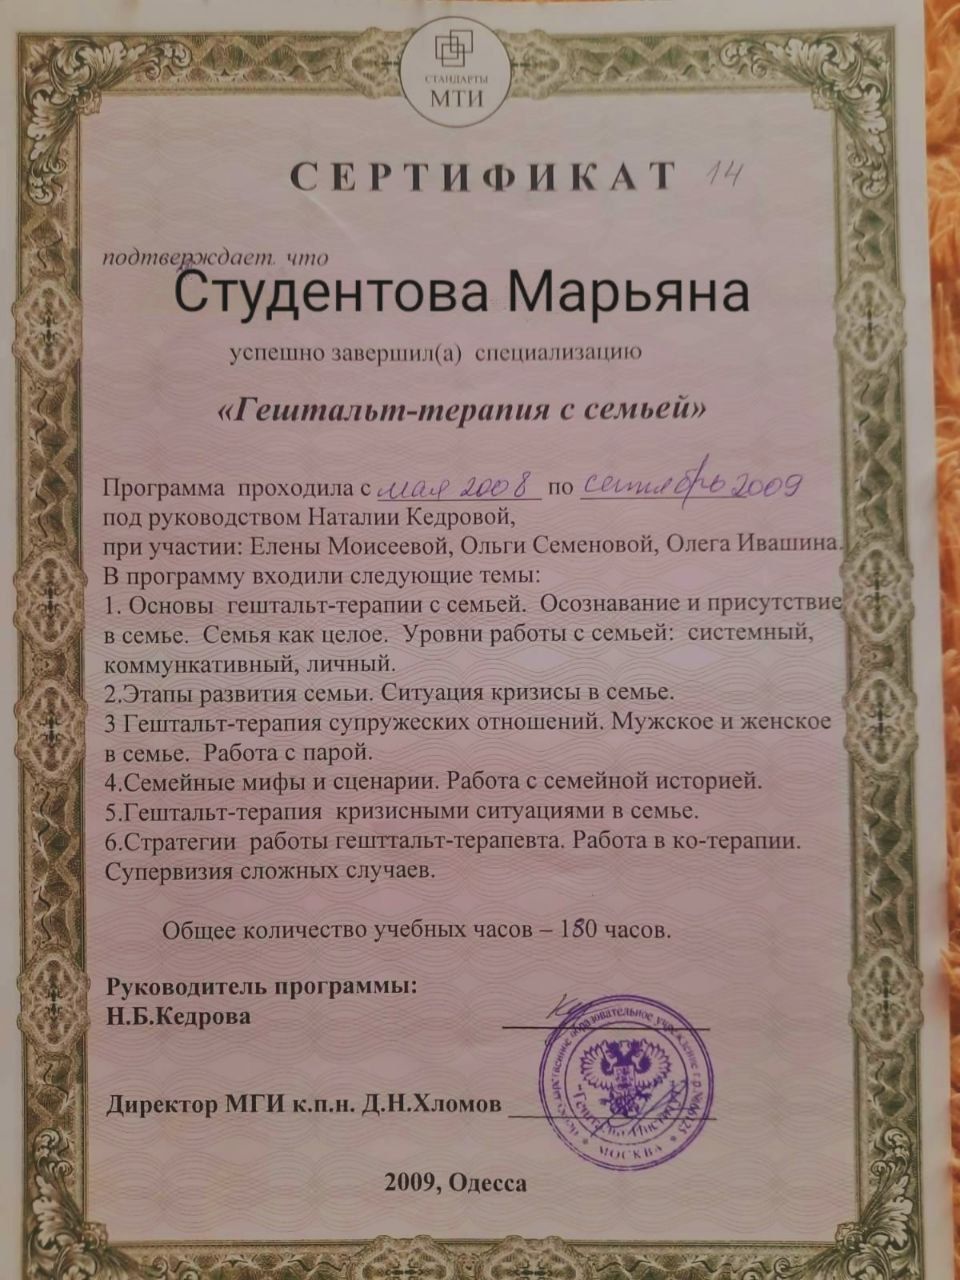 СТАНДАРТЫ
МТИ
СЕРТИФИКАТ 14
подтверждает что
Студентова Марьяна
успешно завершил(а) специализацию
«Гештальт-терапия с семьей»
Программа проходила с мая 2008 по сентябрь 2009
под руководством Наталии Кедровой,
при участии: Елены Моисеевой, Ольги Семеновой, Олега Ивашина.
В программу входили следующие темы:
1. Основы гештальт-терапии с семьей. Осознавание и присутствие
в семье. Семья как целое. Уровни работы с семьей: системный,
коммункативный, личный.
2.Этапы развития семьи. Ситуация кризисы в семье.
3 Гештальт-терапия супружеских отношений. Мужское и женское
в семье. Работа с парой.
4.Семейные мифы и сценарии. Работа с семейной историей.
5.Гештальт-терапия кризисными ситуациями в семье.
6.Стратегии работы гешттальт-терапевта. Работа в ко-терапии.
Супервизия сложных случаев.
Общее количество учебных часов – 180 часов.
Руководитель программы:
Н.Б.Кедрова
Директор МГИ к.п.н. Д.Н.Хломов
образовательное учреждение
МОСКВА
2009, Одесса